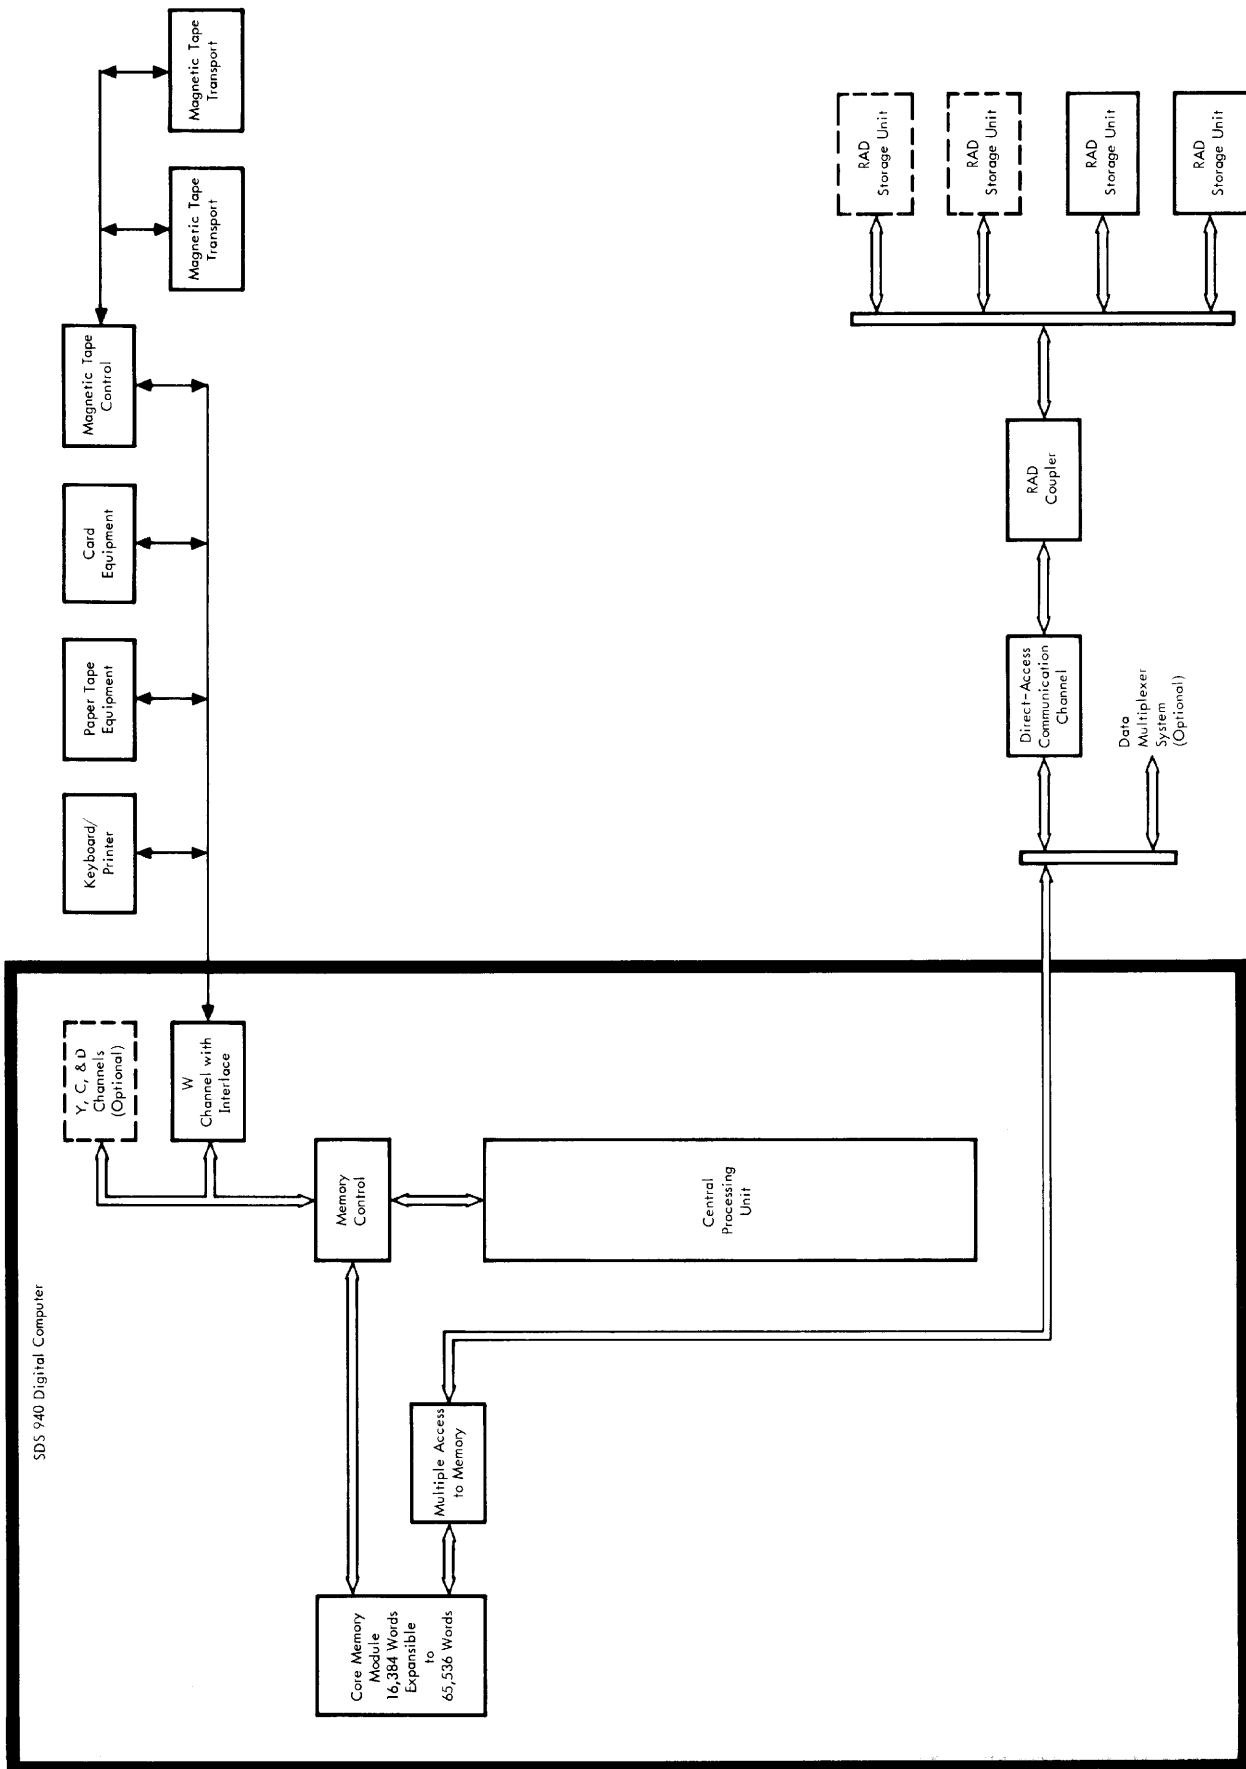 SDS 940 Digital Computer
Core Memory
Module
16,384 Words
Expansible
to
65,536 Words
Multiple Access
to Memory
Memory
Control
Central
Processing
Unit
Y, C, & D
Channels
(Optional)
W
Channel with
Interlace
Keyboard/
Printer
Paper Tape
Equipment
Card
Equipment
Magnetic Tape
Control
Magnetic Tape
Transport
Magnetic Tape
Transport
Data
Multiplexer
System
(Optional)
Direct-Access
Communication
Channel
RAD
Coupler
RAD
Storage Unit
RAD
Storage Unit
RAD
Storage Unit
RAD
Storage Unit